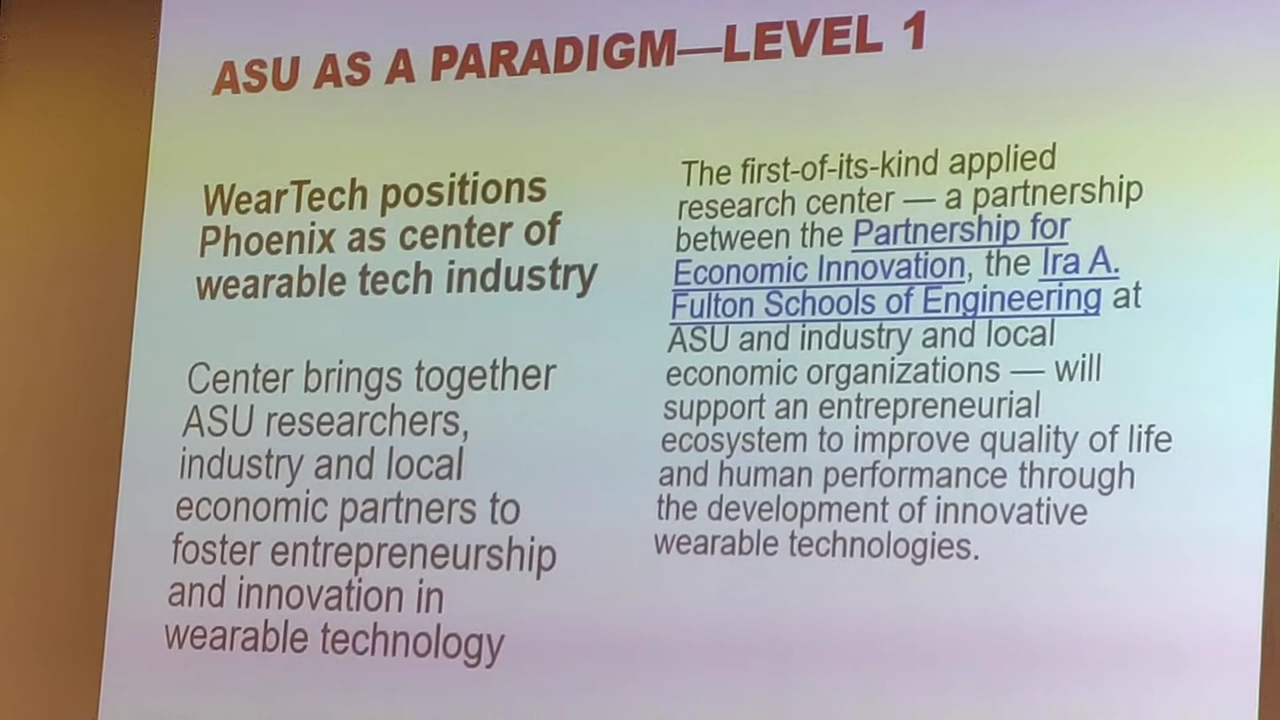 ASU AS A PARADIGM—LEVEL 1
WearTech positions
Phoenix as center of
wearable tech industry
Center brings together
ASU researchers,
industry and local
economic partners to
foster entrepreneurship
and innovation in
wearable technology
The first-of-its-kind applied
research center — a partnership
between the Partnership for
Economic Innovation, the Ira A.
Fulton Schools of Engineering at
ASU and industry and local
economic organizations — will
support an entrepreneurial
ecosystem to improve quality of life
and human performance through
the development of innovative
wearable technologies.